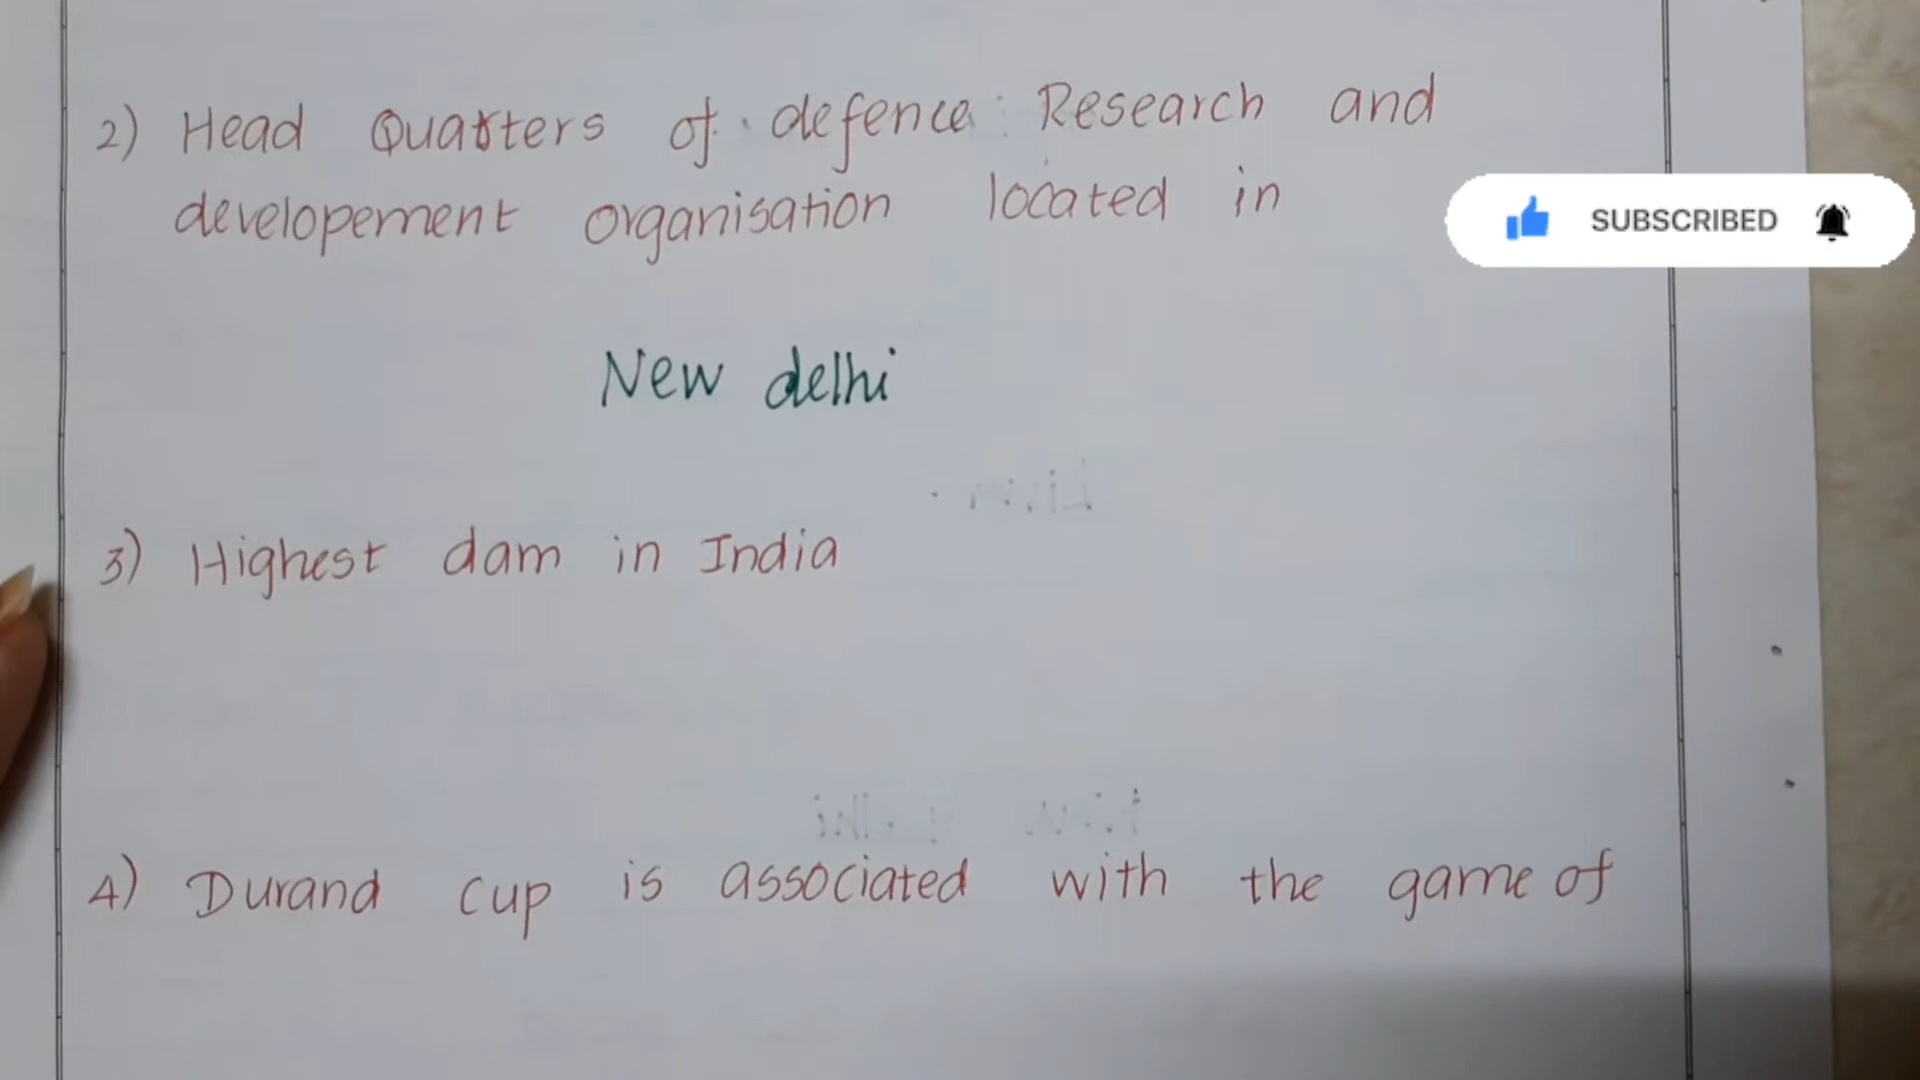 2) Head Quarters of defence Research and
developement organisation located in
SUBSCRIBED
New delhi
3) Highest dam in India
4) Durand cup is associated with the game of